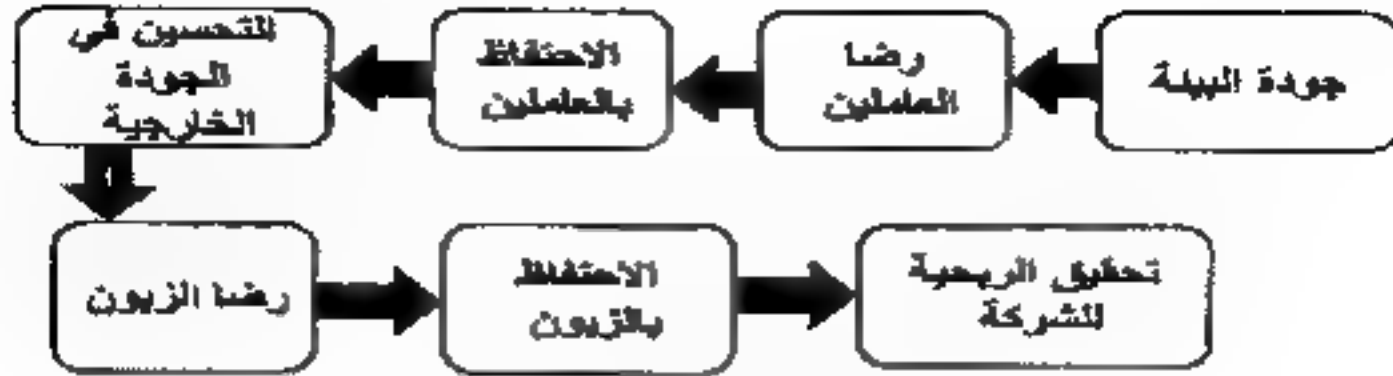 جودة البيئة
رضا
العاملين
الاحتفاظ
بالعاملين
التحسين في
الجودة
الخارجية
رضا الزبون
الاحتفاظ
بالزبون
تحقيق الربحية
للشركة